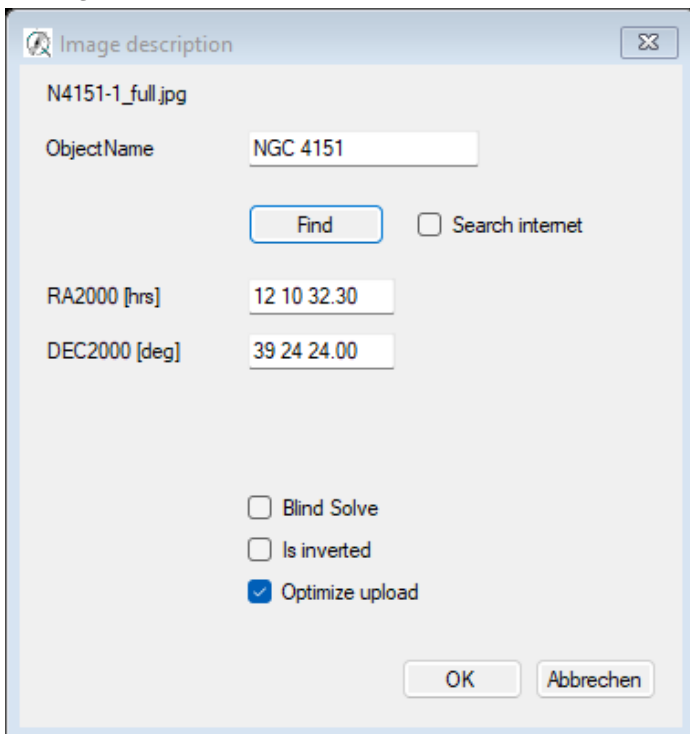 Image description
N4151-1_full.jpg
ObjectName NGC 4151
Find Search internet
RA2000 [hrs] 12 10 32.30
DEC2000 [deg] 39 24 24.00
Blind Solve
Is inverted
Optimize upload
OK Abbrechen